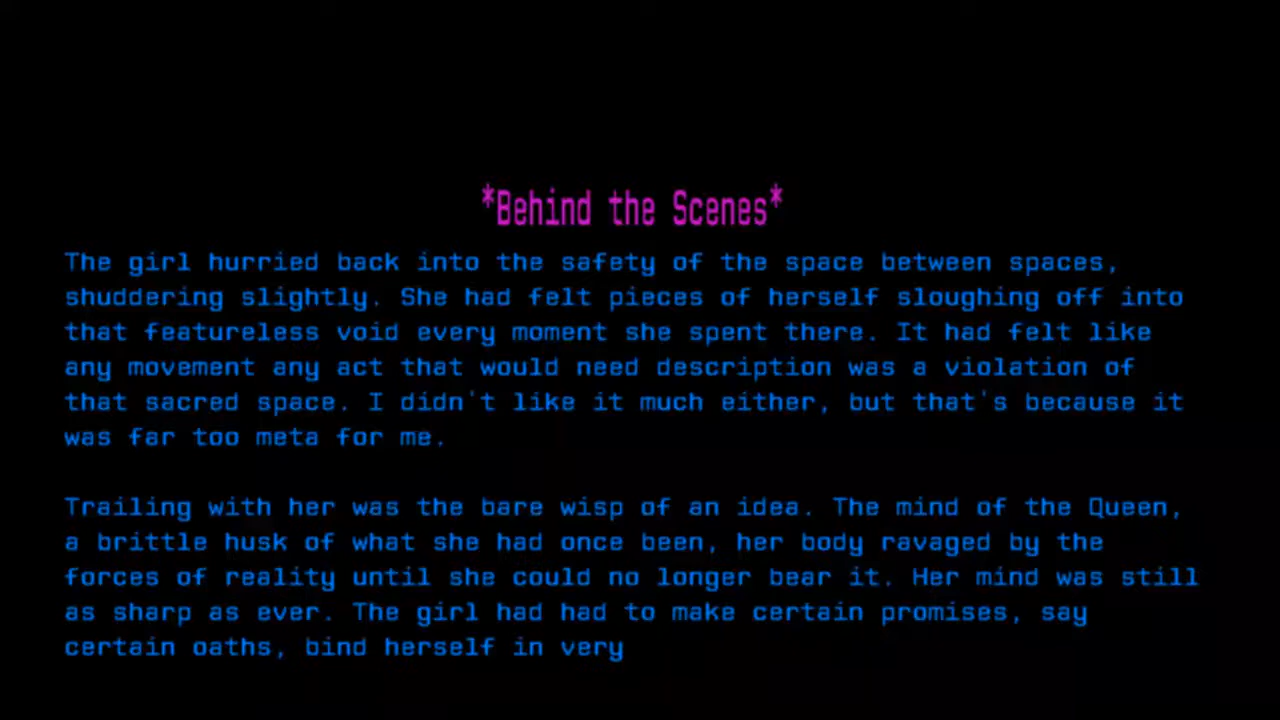 *Behind the Scenes*
The girl hurried back into the safety of the space between spaces,
shuddering slightly. She had felt pieces of herself sloughing off into
that featureless void every moment she spent there. It had felt like
any movement any act that would need description was a violation of
that sacred space. I didn't like it much either, but that's because it
was far too meta for me.
Trailing with her was the bare wisp of an idea. The mind of the Queen,
a brittle husk of what she had once been, her body ravaged by the
forces of reality until she could no longer bear it. Her mind was still
as sharp as ever. The girl had had to make certain promises, say
certain oaths, bind herself in very